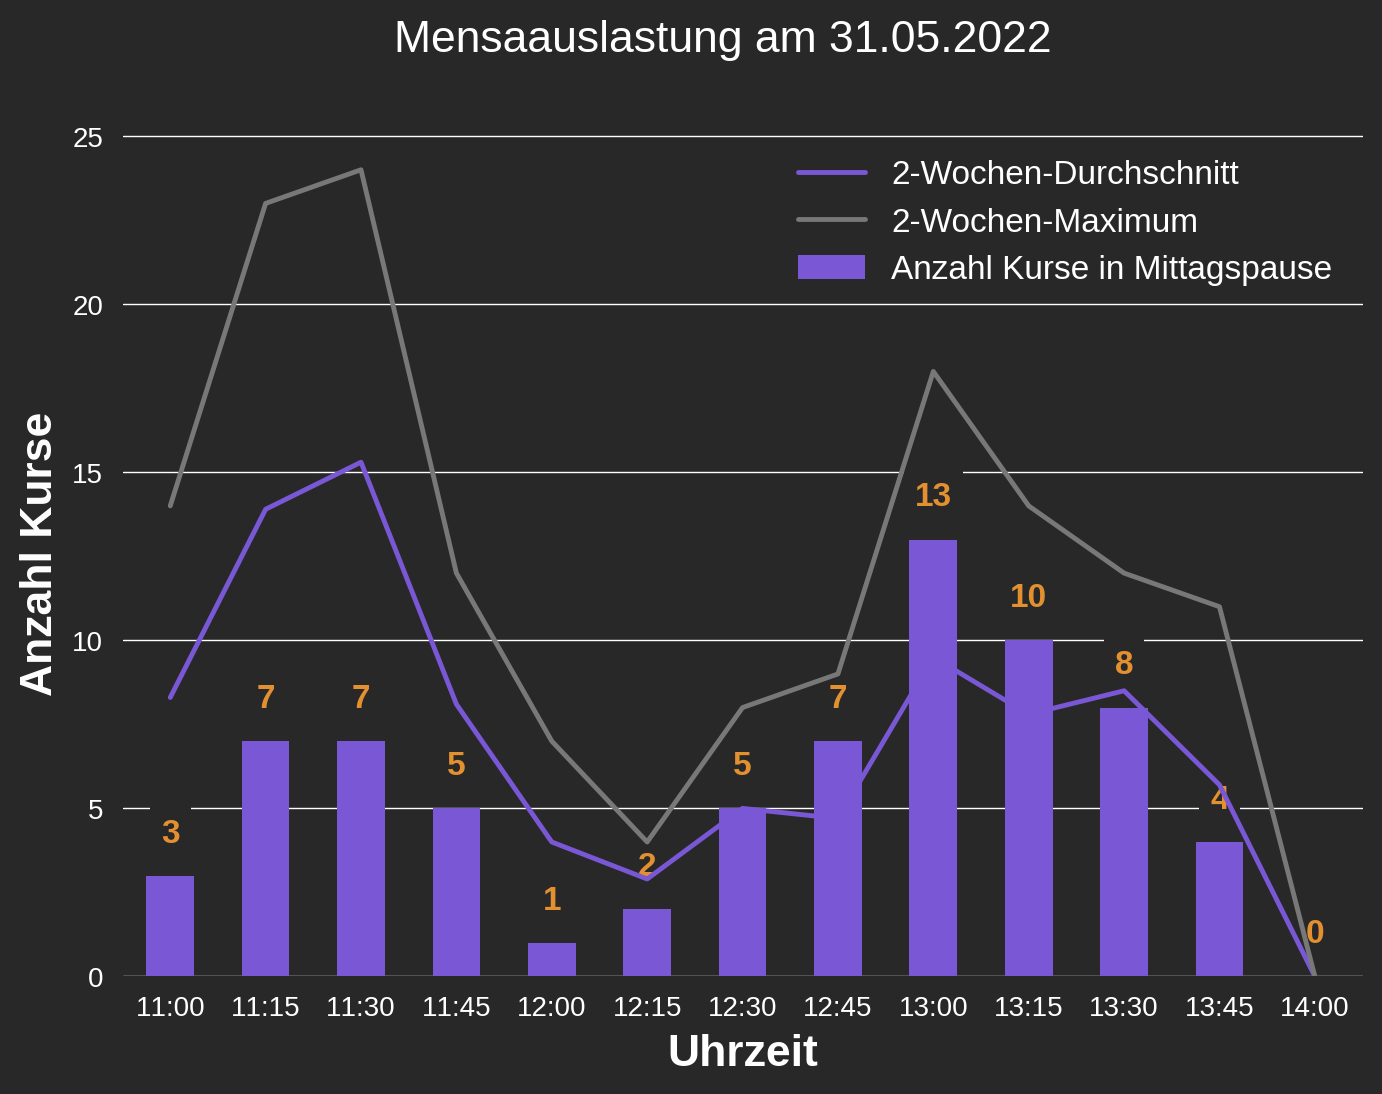 Mensaauslastung am 31.05.2022
25
20
15
10
5
0
Anzahl Kurse
2-Wochen-Durchschnitt
2-Wochen-Maximum
Anzahl Kurse in Mittagspause
3
7
7
5
1
2
5
7
13
10
8
4
0
11:00 11:15 11:30 11:45 12:00 12:15 12:30 12:45 13:00 13:15 13:30 13:45 14:00
Uhrzeit